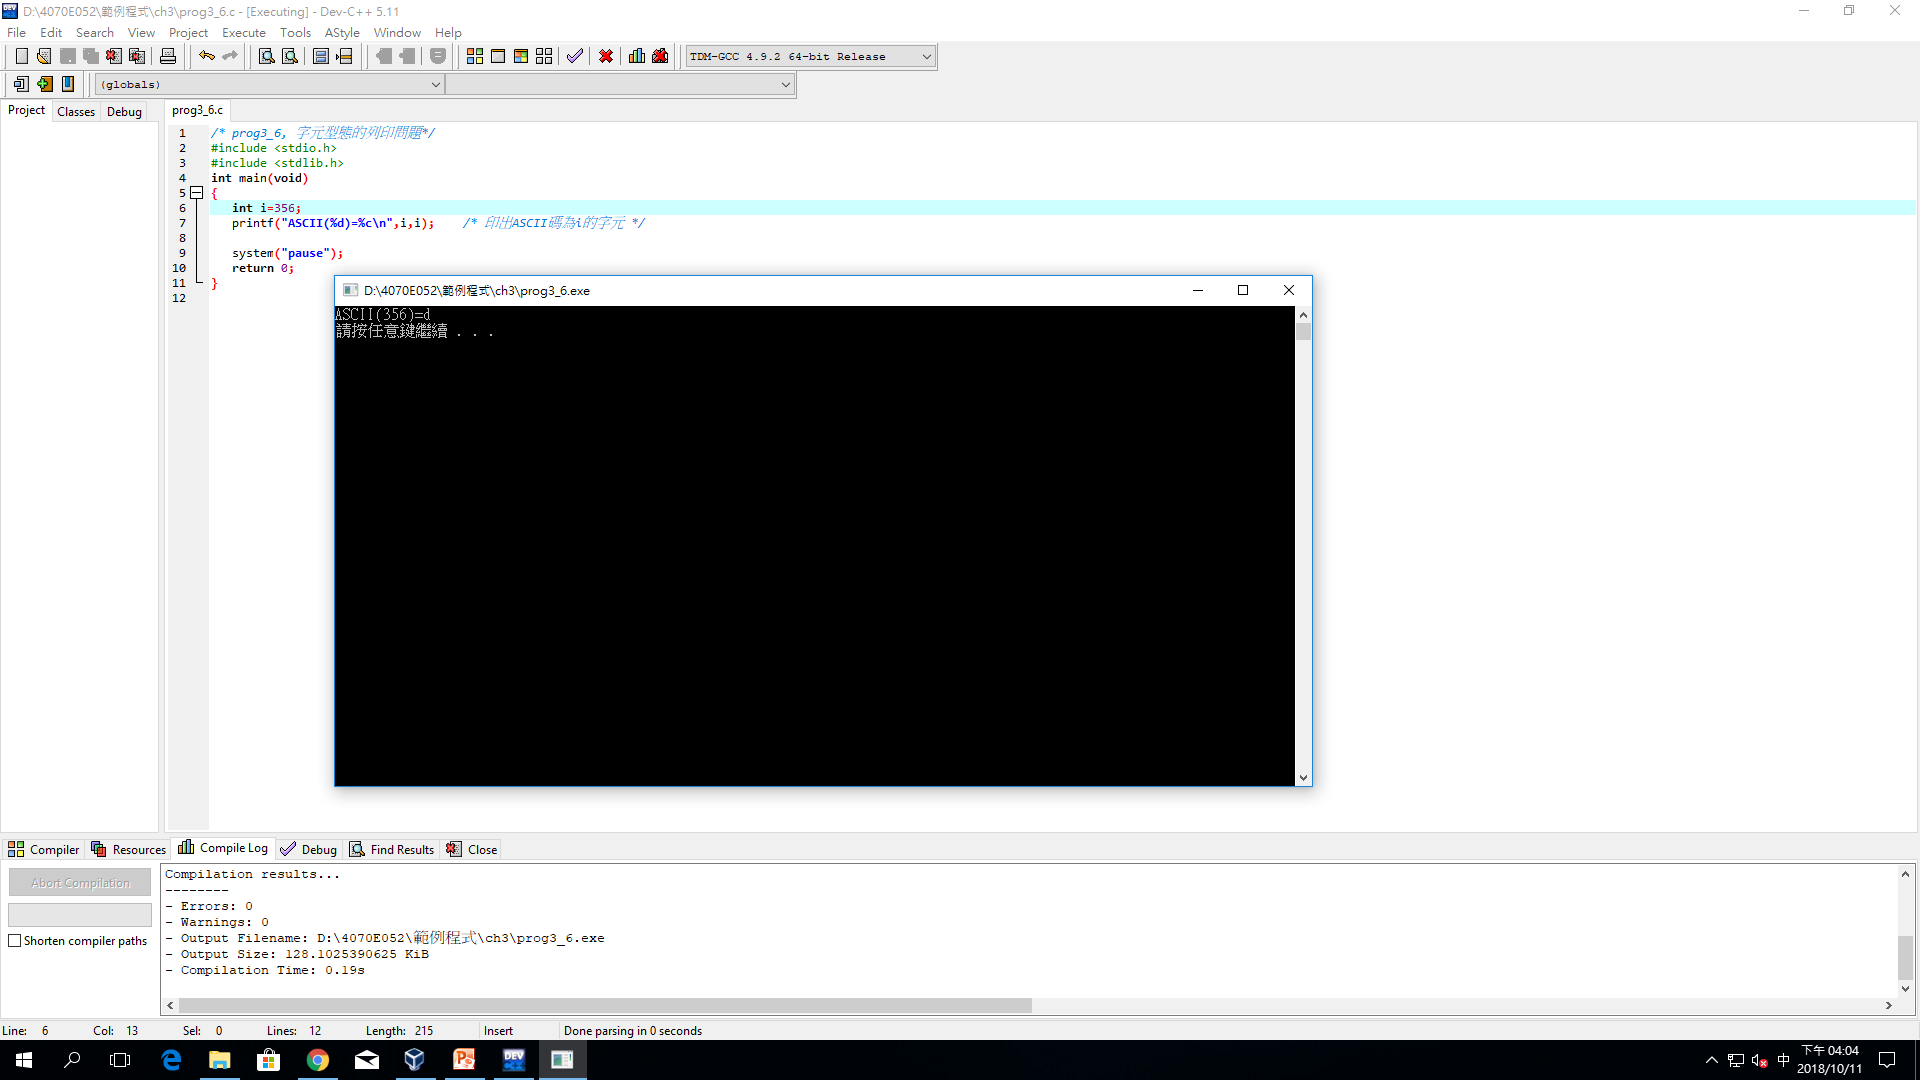 D:\4070E052\範例程式\ch3\prog3_6.c - [Executing] - Dev-C++ 5.11
File Edit Search View Project Execute Tools AStyle Window Help
TDM-GCC 4.9.2 64-bit Release
(globals)
Project Classes Debug
prog3_6.c
1 /* prog3_6, 字元型態的列印問題*/
2 #include <stdio.h>
3 #include <stdlib.h>
4 int main(void)
5 {
6 int i=356;
7 printf("ASCII(%d)=%c\n",i,i); /* 印出ASCII碼為i的字元 */
8
9 system("pause");
10 return 0;
11 }
12
D:\4070E052\範例程式\ch3\prog3_6.exe
ASCII(356)=d
請按任意鍵繼續 . . .
Compiler Resources Compile Log Debug Find Results Close
Abort Compilation
Shorten compiler paths
Compilation results...
--------
- Errors: 0
- Warnings: 0
- Output Filename: D:\4070E052\範例程式\ch3\prog3_6.exe
- Output Size: 128.1025390625 KiB
- Compilation Time: 0.19s
Line: 6 Col: 13 Sel: 0 Lines: 12 Length: 215 Insert Done parsing in 0 seconds
中
下午 04:04
2018/10/11